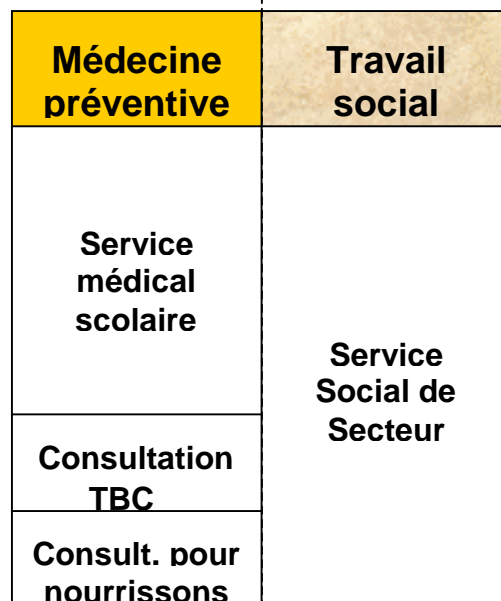 Médecine
préventive
Travail
social
Service
médical
scolaire
Service
Social de
Secteur
Consultation
TBC
Consult. pour
nourrissons